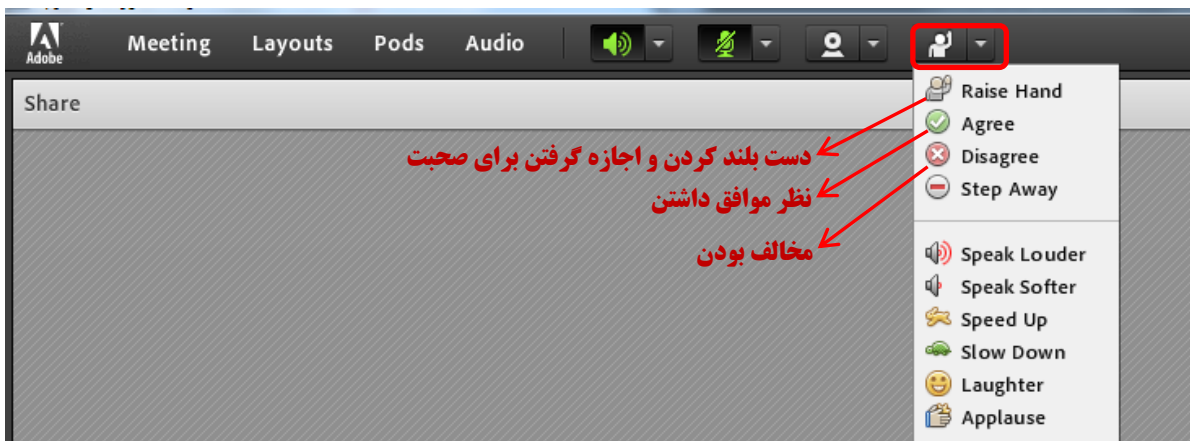 Adobe
Meeting Layouts Pods Audio
Share
Raise Hand
Agree
Disagree
Step Away
Speak Louder
Speak Softer
Speed Up
Slow Down
Laughter
Applause
دست بلند کردن و اجازه گرفتن برای صحبت
نظر موافق داشتن
مخالف بودن